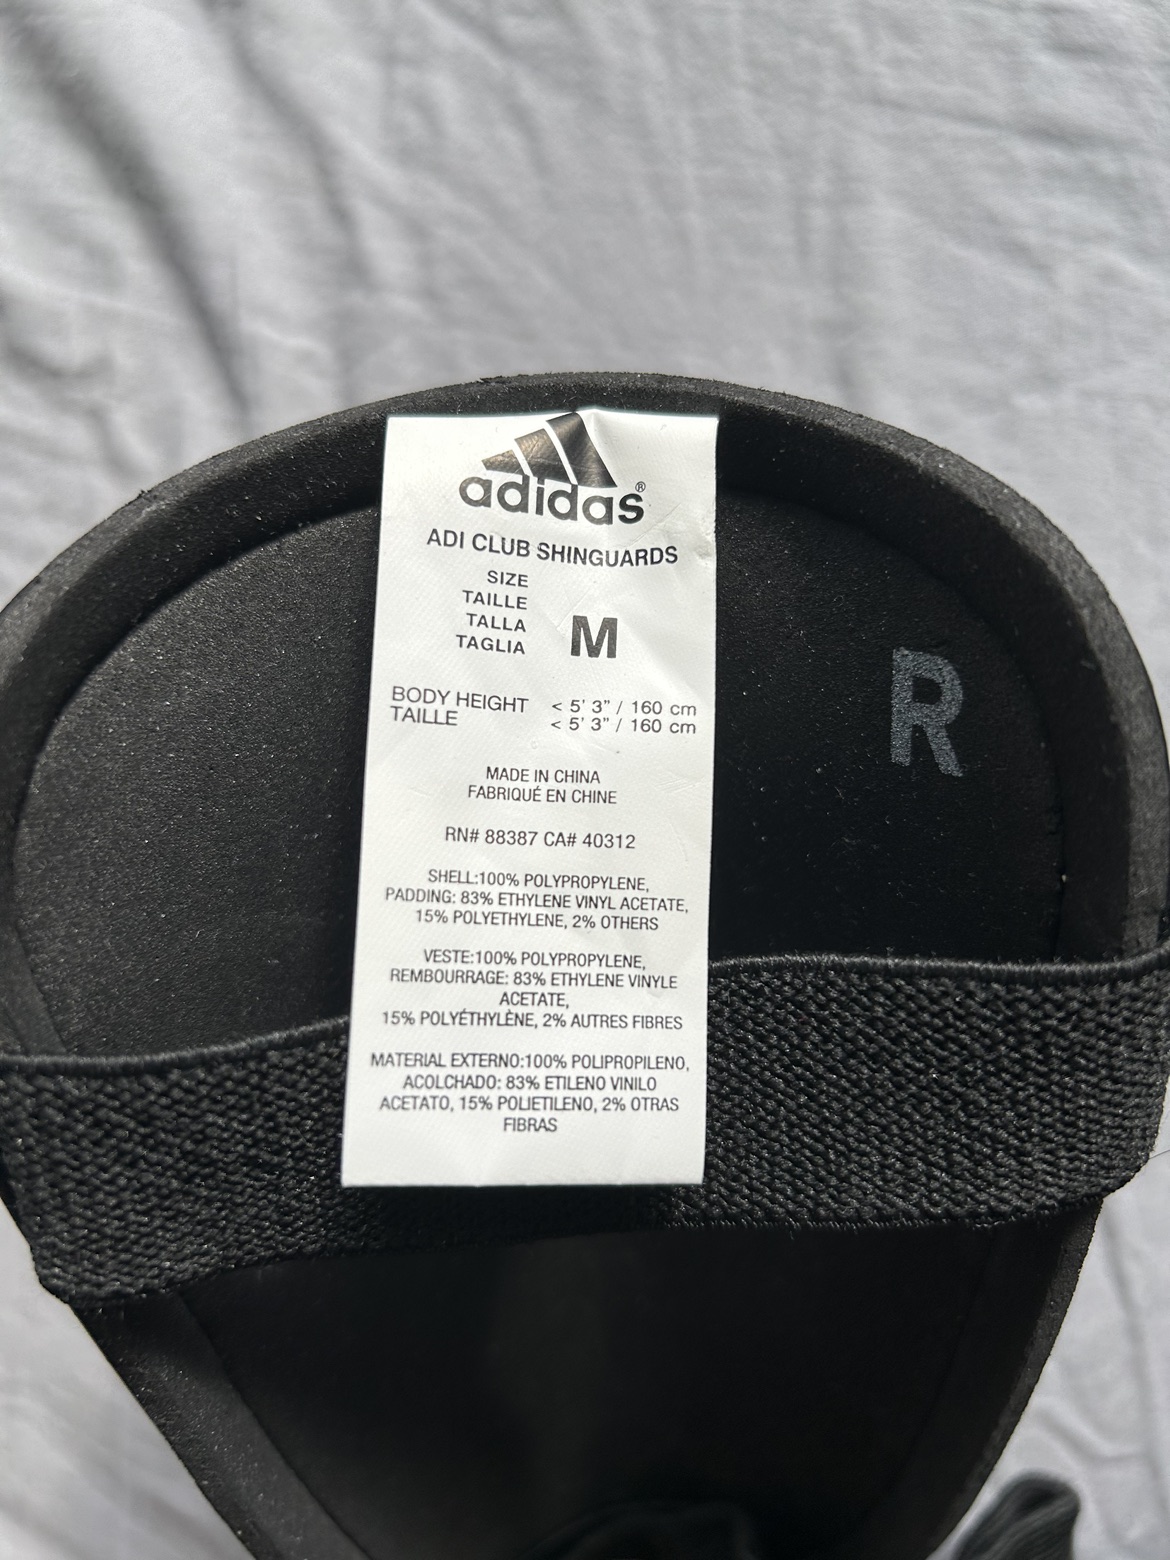 adidas®
ADI CLUB SHINGUARDS
SIZE
TAILLE
TALLA
TAGLIA
M
BODY HEIGHT < 5' 3" / 160 cm
TAILLE < 5' 3" / 160 cm
MADE IN CHINA
FABRIQUÉ EN CHINE
RN# 88387 CA# 40312
SHELL:100% POLYPROPYLENE,
PADDING: 83% ETHYLENE VINYL ACETATE,
15% POLYETHYLENE, 2% OTHERS
VESTE:100% POLYPROPYLENE,
REMBOURRAGE: 83% ETHYLENE VINYLE
ACETATE,
15% POLYÉTHYLÈNE, 2% AUTRES FIBRES
MATERIAL EXTERNO:100% POLIPROPILENO,
ACOLCHADO: 83% ETILENO VINILO
ACETATO, 15% POLIETILENO, 2% OTRAS
FIBRAS
R